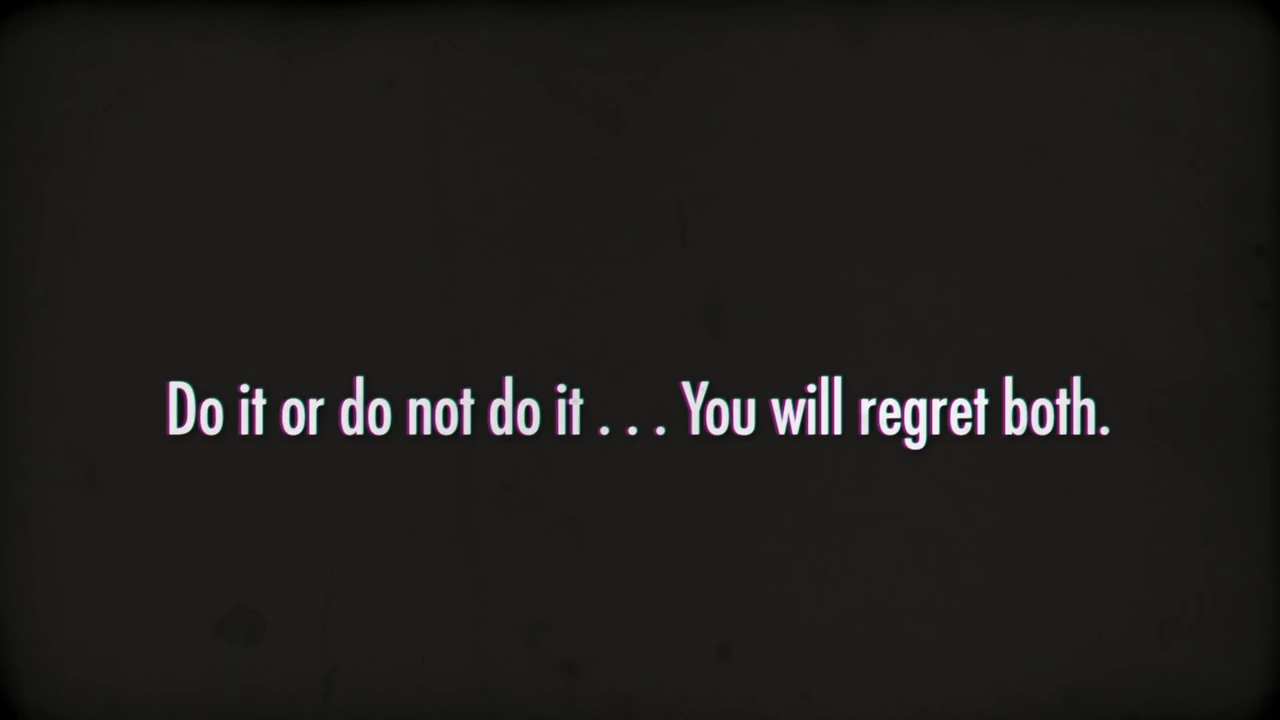 Do it or do not do it . . . You will regret both.